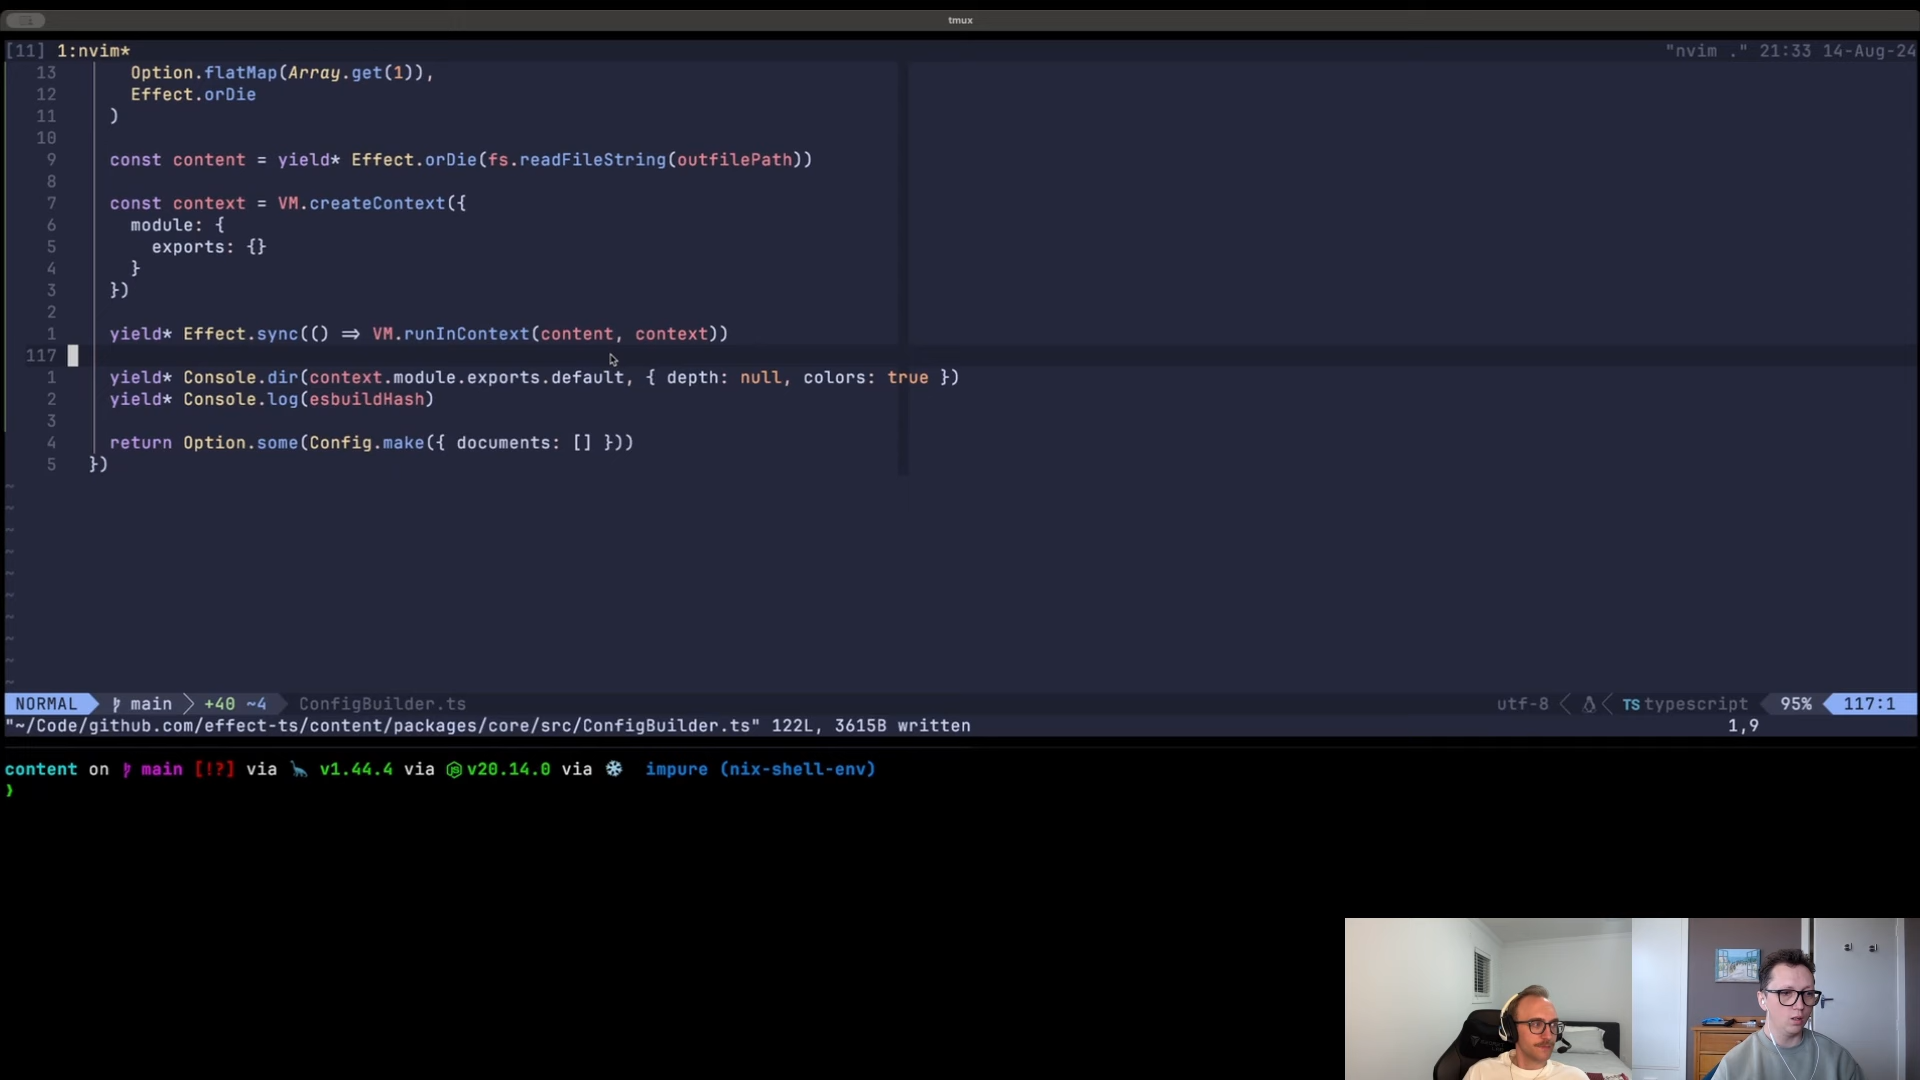 tmux
[11] 1:nvim* "nvim ." 21:33 14-Aug-24
13 Option.flatMap(Array.get(1)),
12 Effect.orDie
11 )
10
9 const content = yield* Effect.orDie(fs.readFileString(outfilePath))
8
7 const context = VM.createContext({
6 module: {
5 exports: {}
4 }
3 })
2
1 yield* Effect.sync(() => VM.runInContext(content, context))
117
1 yield* Console.dir(context.module.exports.default, { depth: null, colors: true })
2 yield* Console.log(esbuildHash)
3
4 return Option.some(Config.make({ documents: [] }))
5 })
~
~
~
~
~
~
~
~
~
~
NORMAL main +40 ~4 ConfigBuilder.ts utf-8 TS typescript 95% 117:1
"~/Code/github.com/effect-ts/content/packages/core/src/ConfigBuilder.ts" 122L, 3615B written 1,9
content on main [!?] via v1.44.4 via v20.14.0 via impure (nix-shell-env)
❯